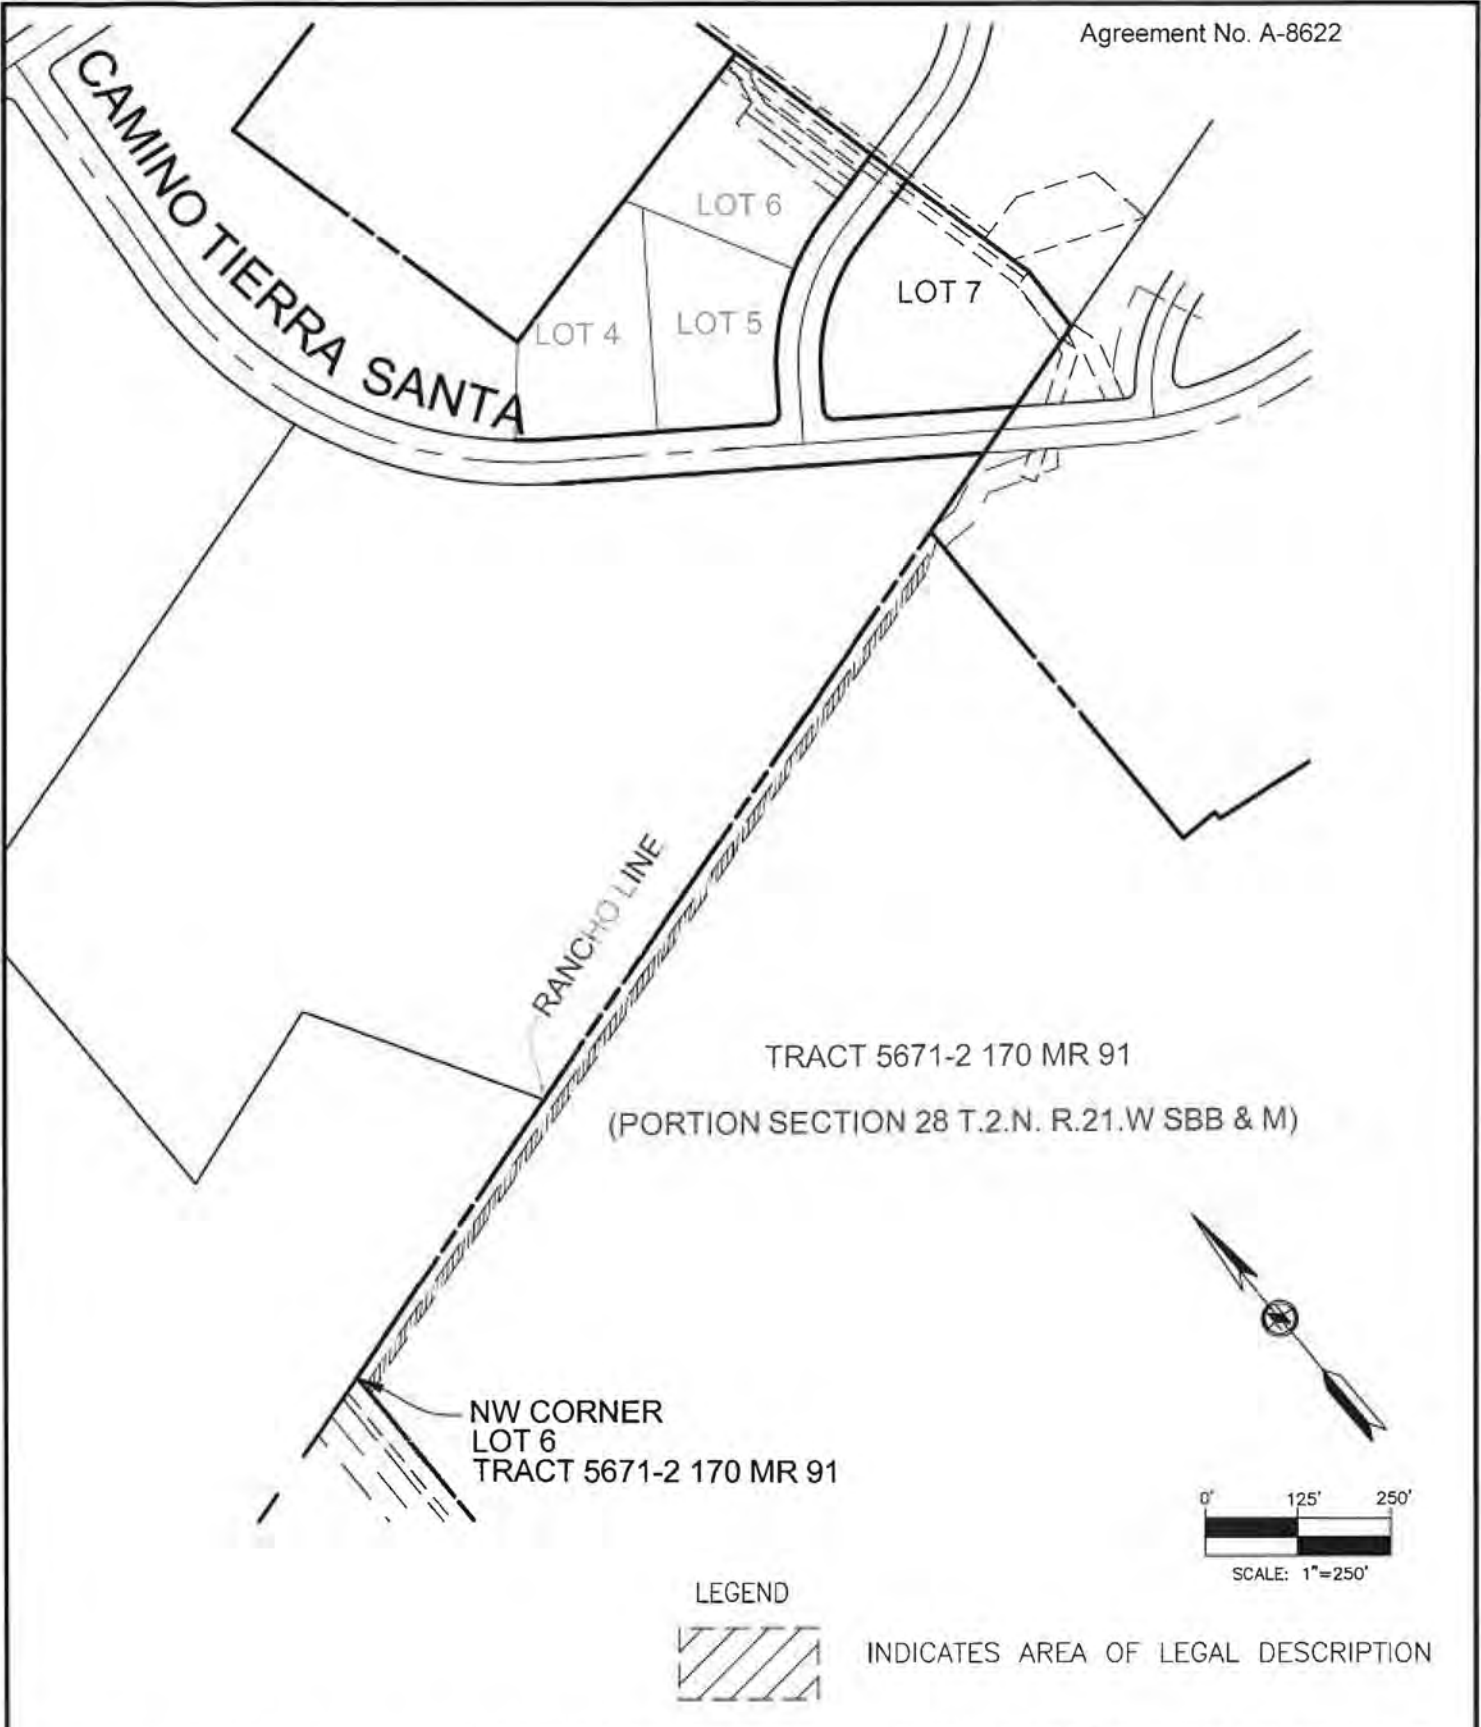 Agreement No. A-8622
CAMINO TIERRA SANTA
LOT 6
LOT 7
LOT 5
LOT 4
RANCHO LINE
TRACT 5671-2 170 MR 91
(PORTION SECTION 28 T.2.N. R.21.W SBB & M)
NW CORNER
LOT 6
TRACT 5671-2 170 MR 91
0' 125' 250'
SCALE: 1"=250'
LEGEND
INDICATES AREA OF LEGAL DESCRIPTION